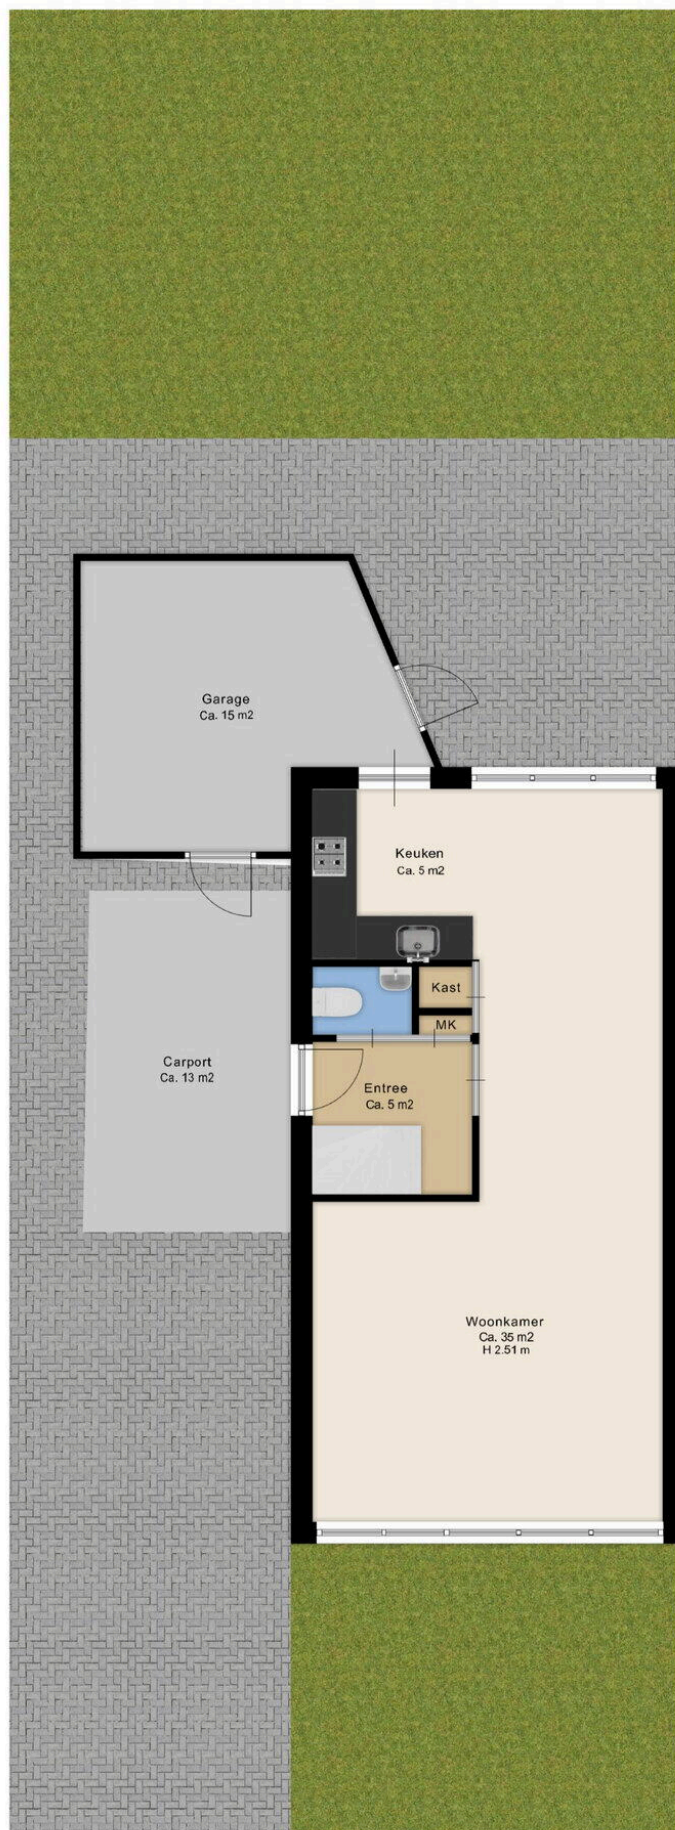 Garage
Ca. 15 m2
Keuken
Ca. 5 m2
Kast
MK
Carport
Ca. 13 m2
Entree
Ca. 5 m2
Woonkamer
Ca. 35 m2
H 2.51 m